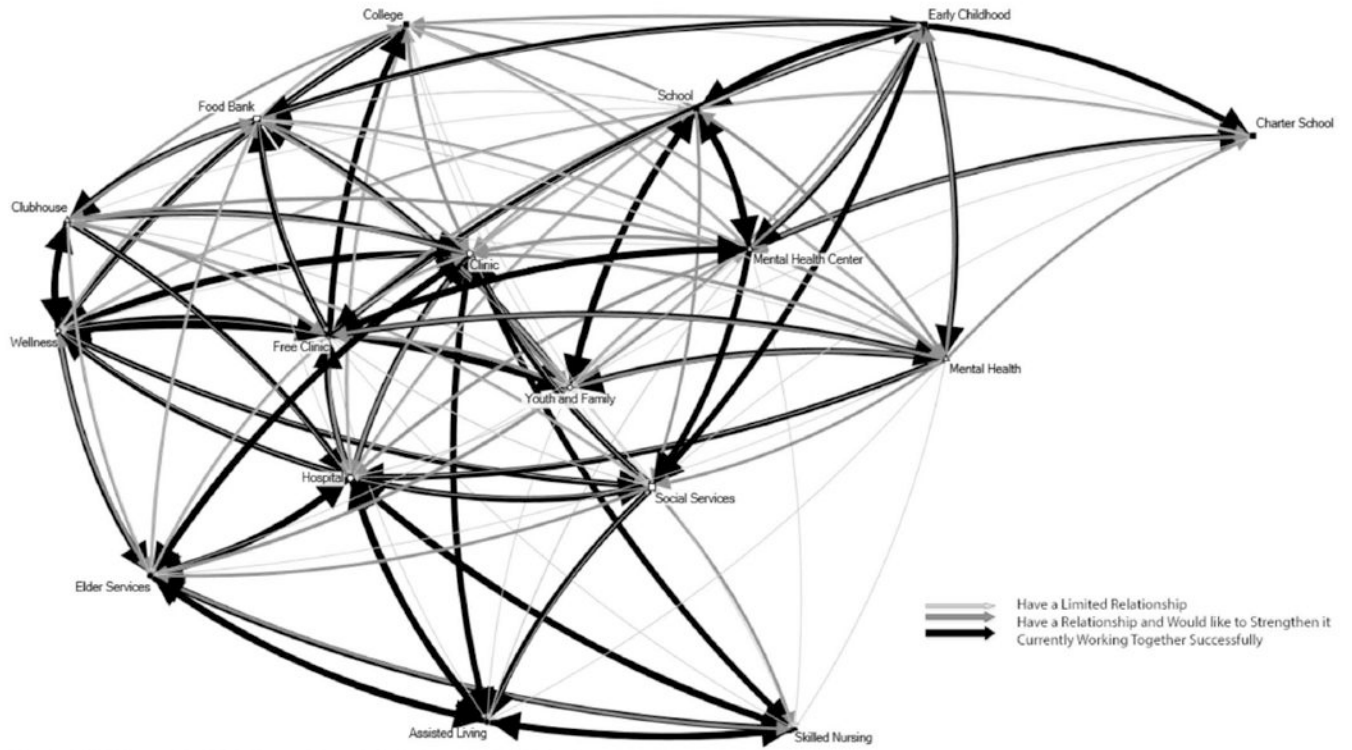 College
Early Childhood
Food Bank
School
Charter School
Clubhouse
Clinic
Mental Health Center
Wellness
Free Clinic
Mental Health
Youth and Family
Hospital
Social Services
Elder Services
Have a Limited Relationship
Have a Relationship and Would like to Strengthen it
Currently Working Together Successfully
Assisted Living
Skilled Nursing